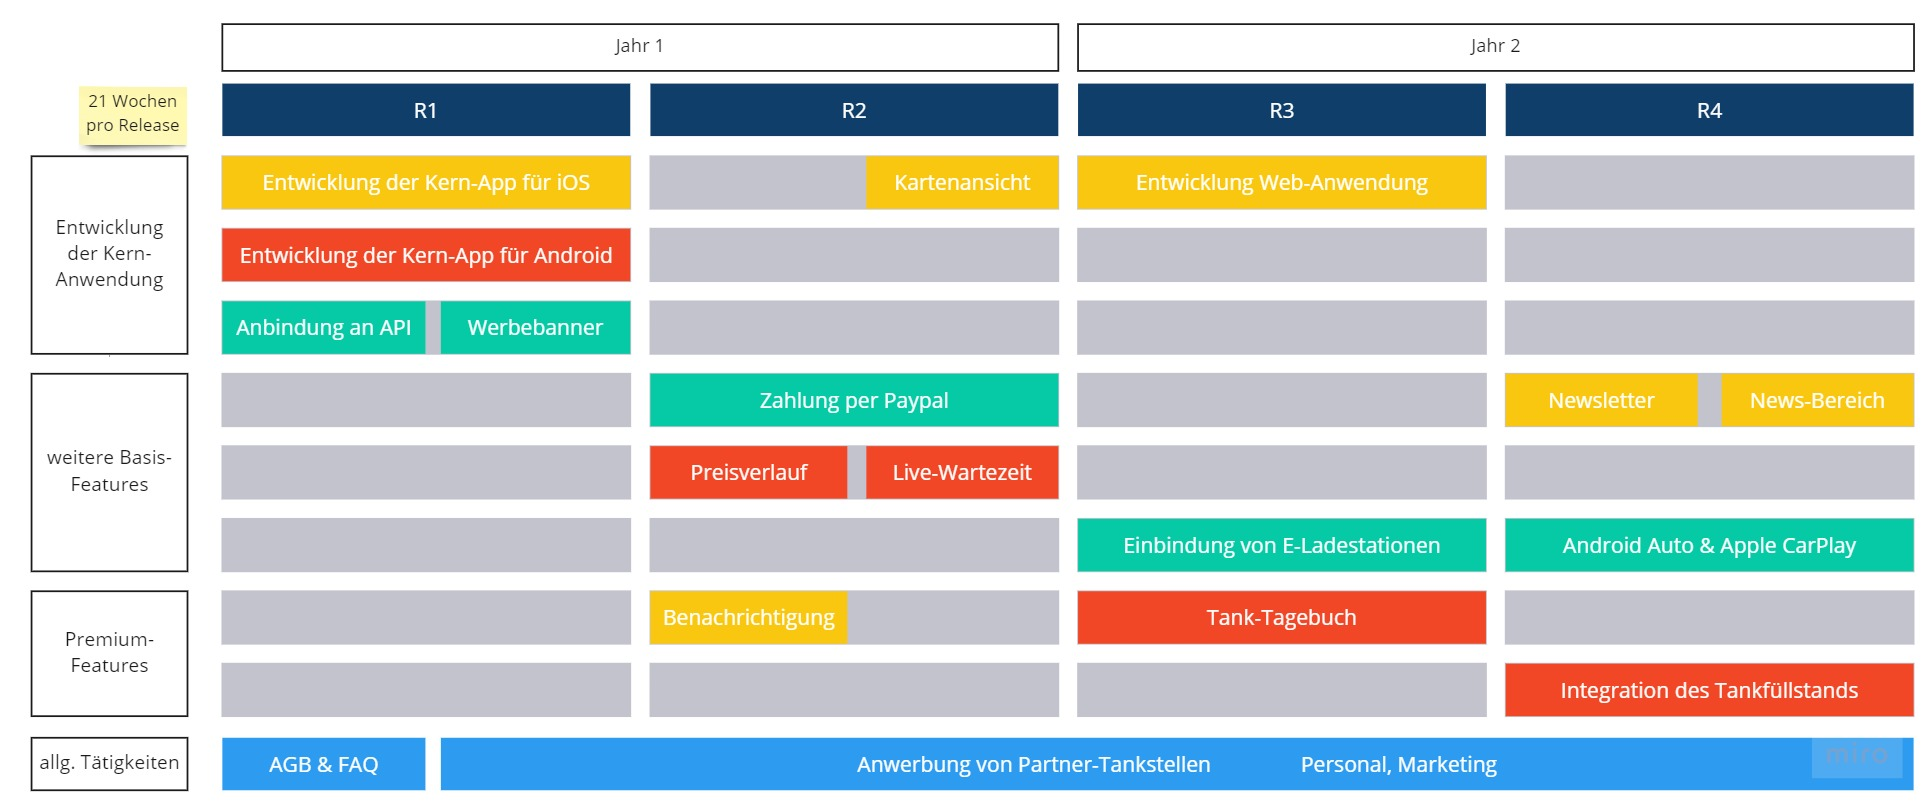 Jahr 1
Jahr 2
21 Wochen
pro Release
R1
R2
R3
R4
Entwicklung
der Kern-
Anwendung
Entwicklung der Kern-App für iOS
Kartenansicht
Entwicklung Web-Anwendung
Entwicklung der Kern-App für Android
Anbindung an API
Werbebanner
weitere Basis-
Features
Zahlung per Paypal
Newsletter
News-Bereich
Preisverlauf
Live-Wartezeit
Einbindung von E-Ladestationen
Android Auto & Apple CarPlay
Premium-
Features
Benachrichtigung
Tank-Tagebuch
Integration des Tankfüllstands
allg. Tätigkeiten
AGB & FAQ
Anwerbung von Partner-Tankstellen
Personal, Marketing
miro